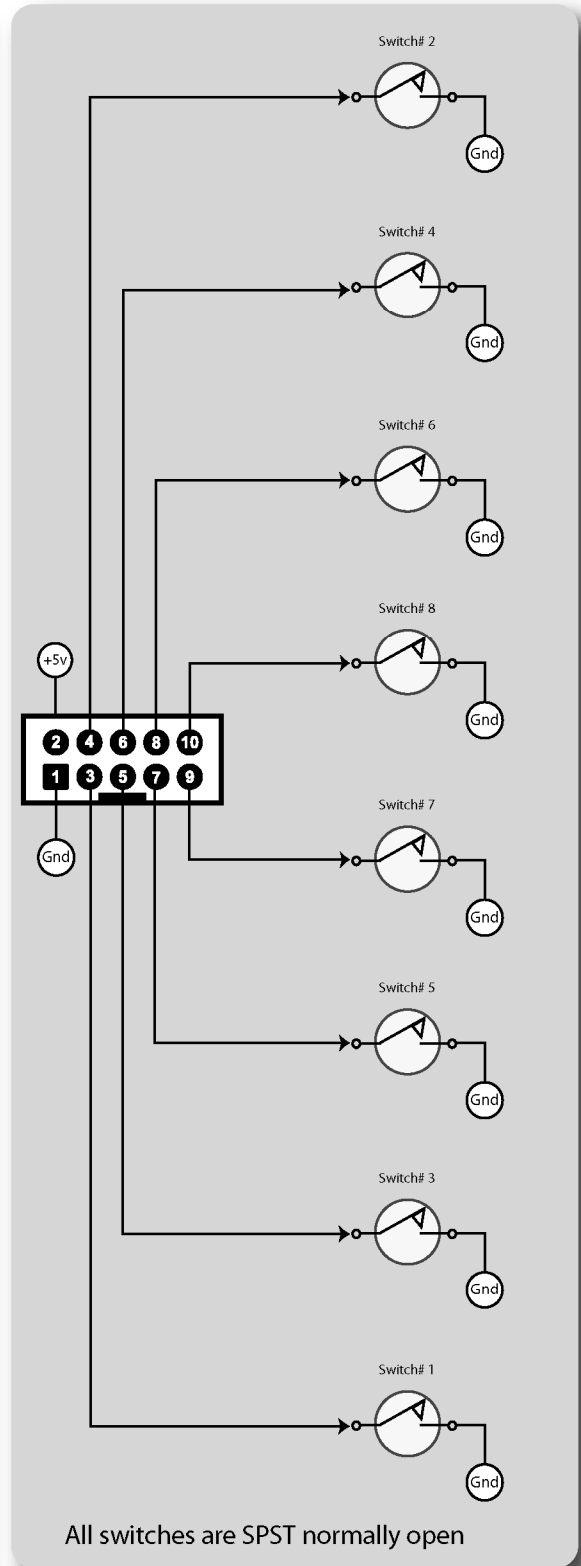 Switch# 2
Gnd
Switch# 4
Gnd
Switch# 6
Gnd
Switch# 8
+5v
Gnd
2 4 6 8 10
1 3 5 7 9
Switch# 7
Gnd
Gnd
Switch# 5
Gnd
Switch# 3
Gnd
Switch# 1
Gnd
All switches are SPST normally open